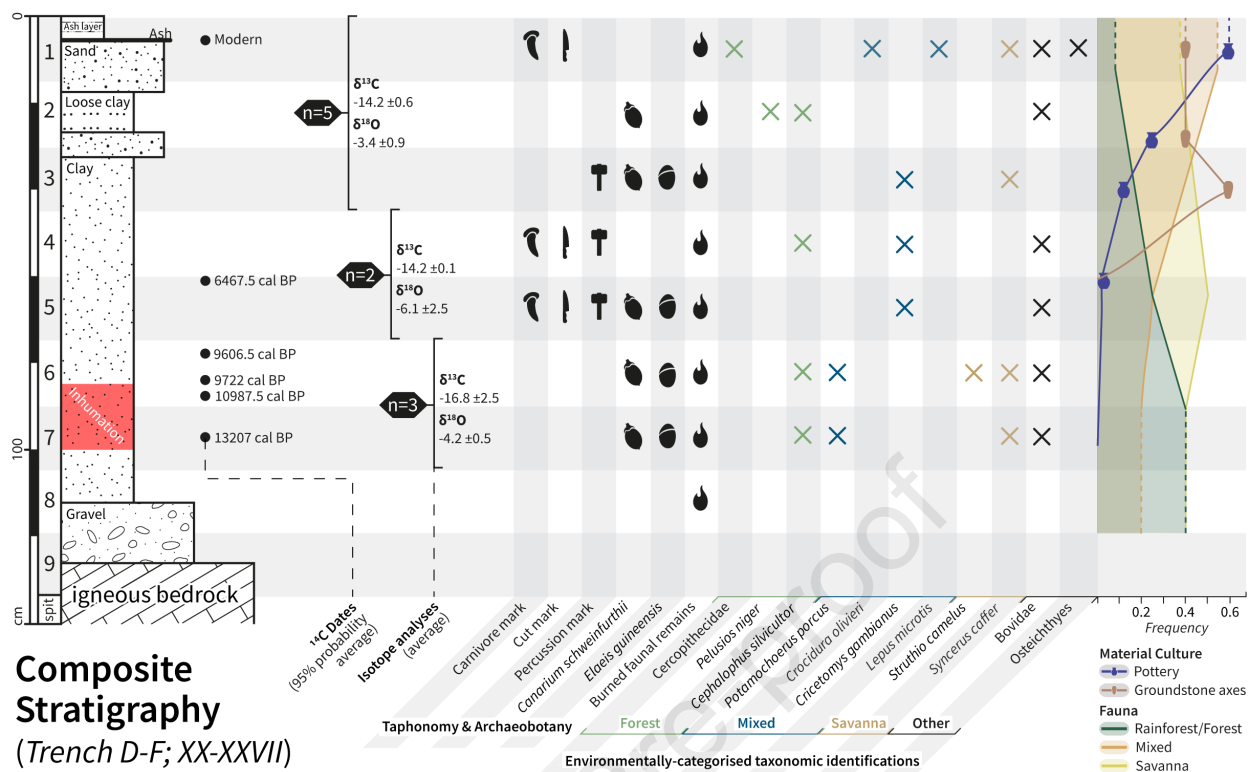 0
Ash layer
Ash
Modern
1
Sand
δ¹³C
-14.2 ±0.6
n=5
δ¹⁸O
-3.4 ±0.9
2
Loose clay
3
Clay
4
δ¹³C
-14.2 ±0.1
n=2
δ¹⁸O
-6.1 ±2.5
6467.5 cal BP
5
9606.5 cal BP
6
9722 cal BP
10987.5 cal BP
Inhumation
δ¹³C
-16.8 ±2.5
n=3
δ¹⁸O
-4.2 ±0.5
7
13207 cal BP
100
8
Gravel
9
igneous bedrock
cm
spit
¹⁴C Dates
(95% probability
average)
Isotope analyses
(average)
Carnivore mark
Cut mark
Percussion mark
Canarium schweinfurthii
Elaeis guineensis
Burned faunal remains
Cercopithecidae
Pelusios niger
Cephalophus silvicultor
Potamochoerus porcus
Crocidura olivieri
Cricetomys gambianus
Lepus microtis
Struthio camelus
Syncerus caffer
Bovidae
Osteichthyes
0.2
0.4
0.6
Frequency
Taphonomy & Archaeobotany
Forest
Mixed
Savanna
Other
Environmentally-categorised taxonomic identifications
Material Culture
Pottery
Groundstone axes
Fauna
Rainforest/Forest
Mixed
Savanna
Composite
Stratigraphy
(Trench D-F; XX-XXVII)
re-proof